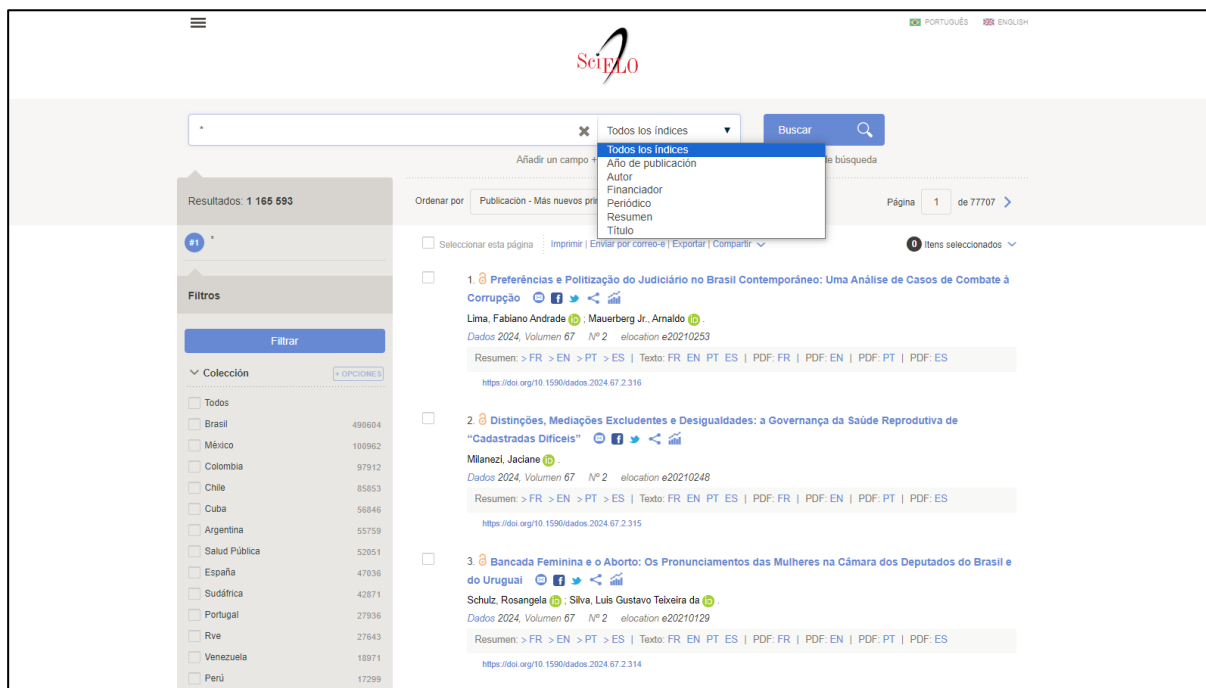 PORTUGUÊS ENGLISH
SciELO
* Todos los índices Buscar
Todos los índices
Año de publicación
Autor
Financiador
Periódico
Resumen
Título
Añadir un campo + de búsqueda
Resultados: 1 165 593
Ordenar por Publicación - Más nuevos pri
Página 1 de 77707
#1 *
Seleccionar esta página Imprimir | Enviar por correo-e | Exportar | Compartir
0 Itens seleccionados
Filtros
Filtrar
Colección + OPCIONES
Todos
Brasil 490604
México 100962
Colombia 97912
Chile 85853
Cuba 56846
Argentina 55759
Salud Pública 52051
España 47036
Sudáfrica 42871
Portugal 27936
Rve 27643
Venezuela 18971
Perú 17299
1. Preferências e Politização do Judiciário no Brasil Contemporâneo: Uma Análise de Casos de Combate à
Corrupção
Lima, Fabiano Andrade iD ; Mauerberg Jr., Arnaldo iD .
Dados 2024, Volumen 67 Nº 2 elocation e20210253
Resumen: > FR > EN > PT > ES | Texto: FR EN PT ES | PDF: FR | PDF: EN | PDF: PT | PDF: ES
https://doi.org/10.1590/dados.2024.67.2.316
2. Distinções, Mediações Excludentes e Desigualdades: a Governança da Saúde Reprodutiva de
“Cadastradas Difíceis”
Milanezi, Jaciane iD .
Dados 2024, Volumen 67 Nº 2 elocation e20210248
Resumen: > FR > EN > PT > ES | Texto: FR EN PT ES | PDF: FR | PDF: EN | PDF: PT | PDF: ES
https://doi.org/10.1590/dados.2024.67.2.315
3. Bancada Feminina e o Aborto: Os Pronunciamentos das Mulheres na Câmara dos Deputados do Brasil e
do Uruguai
Schulz, Rosangela iD ; Silva, Luis Gustavo Teixeira da iD .
Dados 2024, Volumen 67 Nº 2 elocation e20210129
Resumen: > FR > EN > PT > ES | Texto: FR EN PT ES | PDF: FR | PDF: EN | PDF: PT | PDF: ES
https://doi.org/10.1590/dados.2024.67.2.314